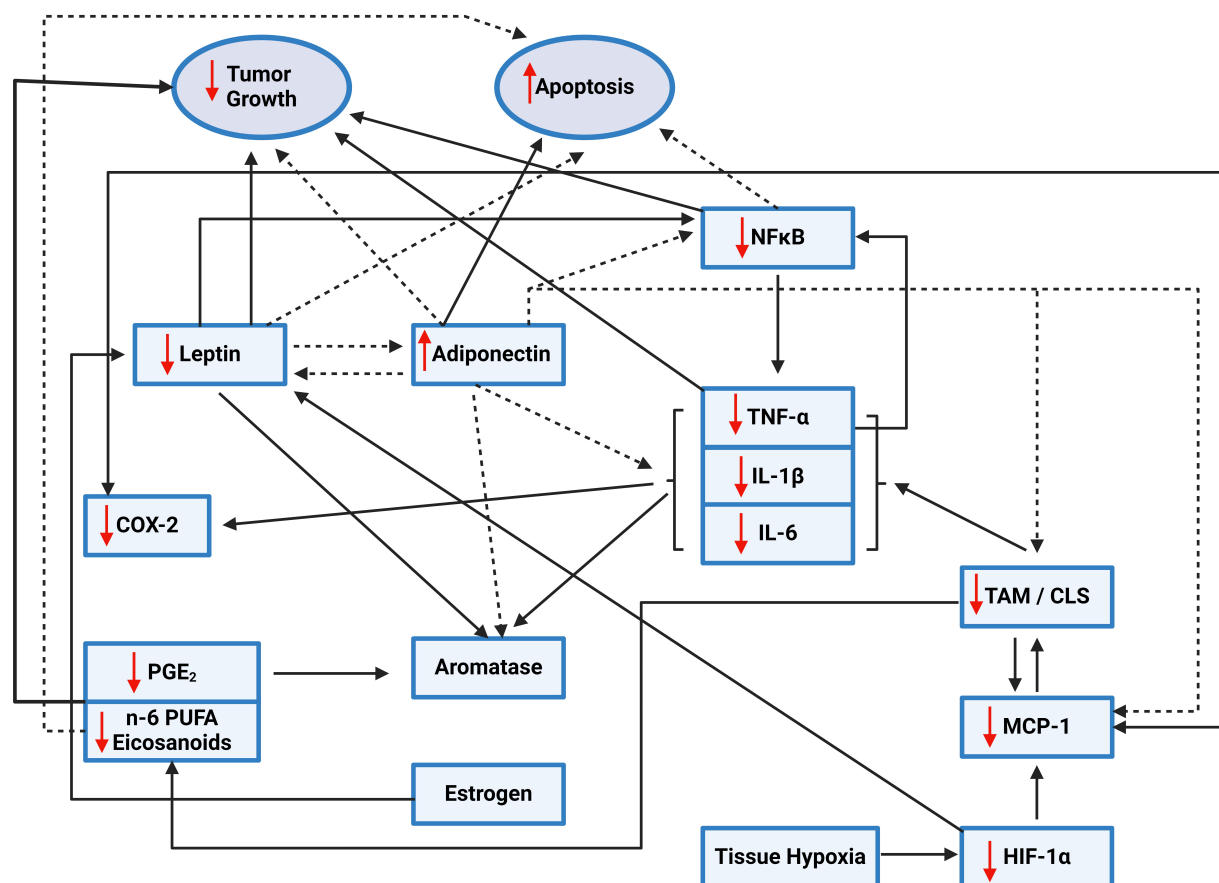 Tumor
Growth
Apoptosis
NFκB
Leptin
Adiponectin
TNF-α
IL-1β
IL-6
COX-2
TAM / CLS
PGE₂
Aromatase
n-6 PUFA
Eicosanoids
MCP-1
Estrogen
Tissue Hypoxia
HIF-1α